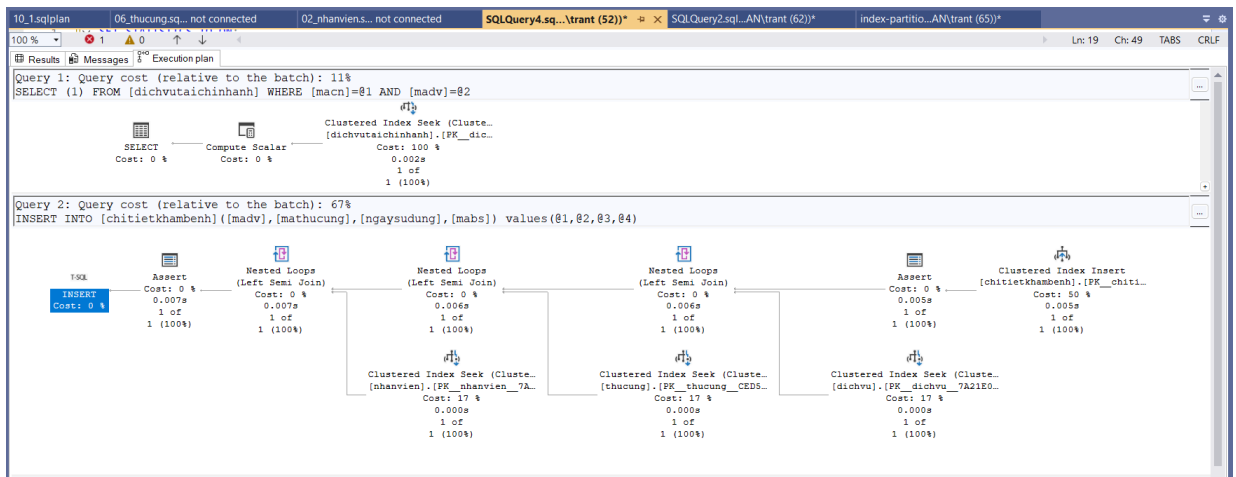 10_1.sqlplan 06_thucung.sq... not connected 02_nhanvien.s... not connected SQLQuery4.sq...\trant (52))* SQLQuery2.sql...AN\trant (62))* index-partitio...AN\trant (65))*
100 % 1 0 Ln: 19 Ch: 49 TABS CRLF
Results Messages Execution plan
Query 1: Query cost (relative to the batch): 11%
SELECT (1) FROM [dichvutaichinhanh] WHERE [macn]=@1 AND [madv]=@2
...
SELECT
Cost: 0 %
Compute Scalar
Cost: 0 %
Clustered Index Seek (Cluste...
[dichvutaichinhanh].[PK__dic...
Cost: 100 %
0.002s
1 of
1 (100%)
Query 2: Query cost (relative to the batch): 67%
INSERT INTO [chitietkhambenh]([madv],[mathucung],[ngaysudung],[mabs]) values(@1,@2,@3,@4)
...
T-SQL
INSERT
Cost: 0 %
Assert
Cost: 0 %
0.007s
1 of
1 (100%)
Nested Loops
(Left Semi Join)
Cost: 0 %
0.007s
1 of
1 (100%)
Nested Loops
(Left Semi Join)
Cost: 0 %
0.006s
1 of
1 (100%)
Nested Loops
(Left Semi Join)
Cost: 0 %
0.006s
1 of
1 (100%)
Assert
Cost: 0 %
0.005s
1 of
1 (100%)
Clustered Index Insert
[chitietkhambenh].[PK__chiti...
Cost: 50 %
0.005s
1 of
1 (100%)
Clustered Index Seek (Cluste...
[nhanvien].[PK__nhanvien__7A...
Cost: 17 %
0.000s
1 of
1 (100%)
Clustered Index Seek (Cluste...
[thucung].[PK__thucung__CED5...
Cost: 17 %
0.000s
1 of
1 (100%)
Clustered Index Seek (Cluste...
[dichvu].[PK__dichvu__7A21E0...
Cost: 17 %
0.000s
1 of
1 (100%)